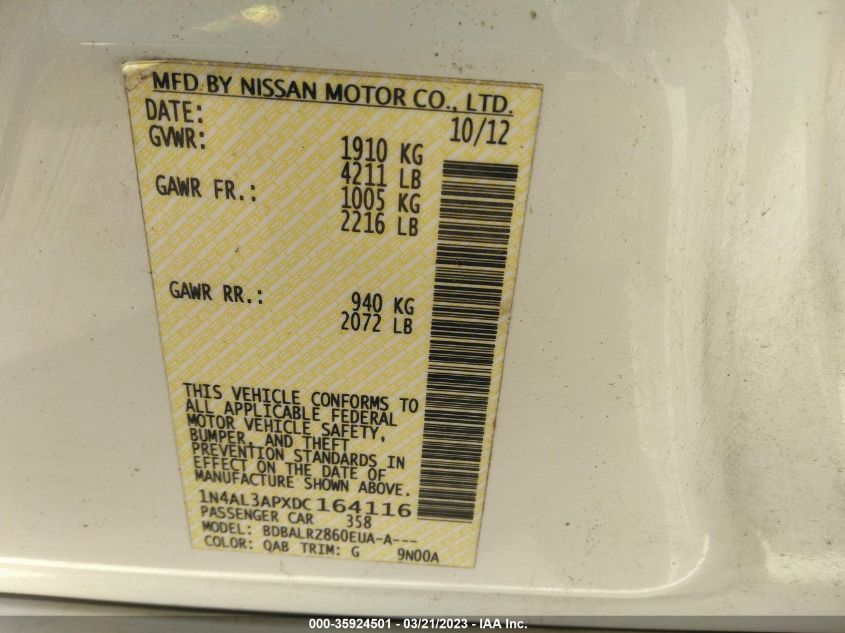 MFD BY NISSAN MOTOR CO., LTD.
DATE: 10/12
GVWR: 1910 KG
4211 LB
GAWR FR.: 1005 KG
2216 LB
GAWR RR.: 940 KG
2072 LB
THIS VEHICLE CONFORMS TO
ALL APPLICABLE FEDERAL
MOTOR VEHICLE SAFETY,
BUMPER, AND THEFT
PREVENTION STANDARDS IN
EFFECT ON THE DATE OF
MANUFACTURE SHOWN ABOVE.
1N4AL3APXDC164116
PASSENGER CAR 358
MODEL: BDBALRZ860EUA-A---
COLOR: QAB TRIM: G 9N00A
000-35924501 - 03/21/2023 - IAA Inc.